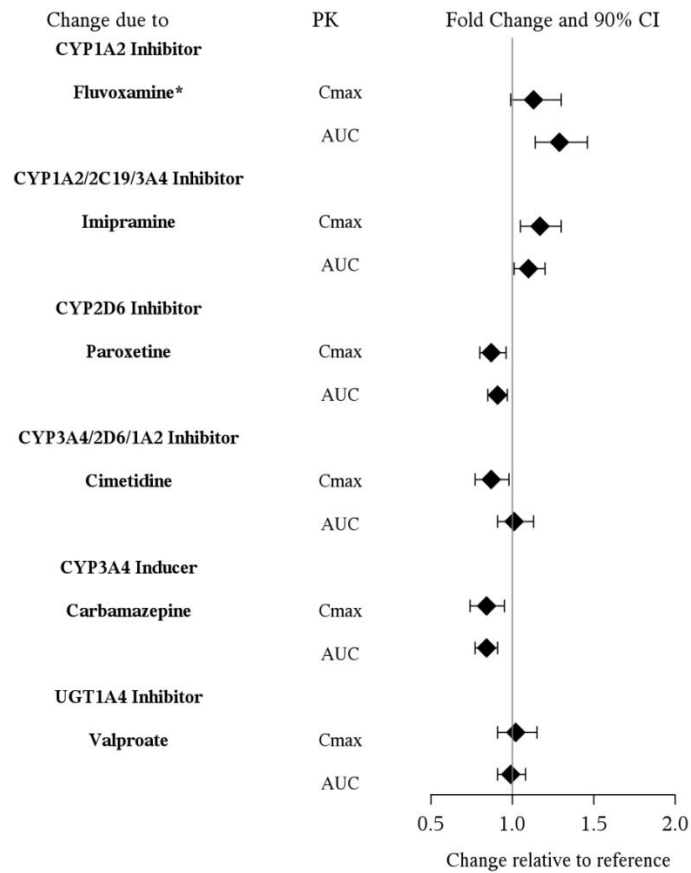 Change due to PK Fold Change and 90% CI
CYP1A2 Inhibitor
Fluvoxamine* Cmax
AUC
CYP1A2/2C19/3A4 Inhibitor
Imipramine Cmax
AUC
CYP2D6 Inhibitor
Paroxetine Cmax
AUC
CYP3A4/2D6/1A2 Inhibitor
Cimetidine Cmax
AUC
CYP3A4 Inducer
Carbamazepine Cmax
AUC
UGT1A4 Inhibitor
Valproate Cmax
AUC
0.5 1.0 1.5 2.0
Change relative to reference